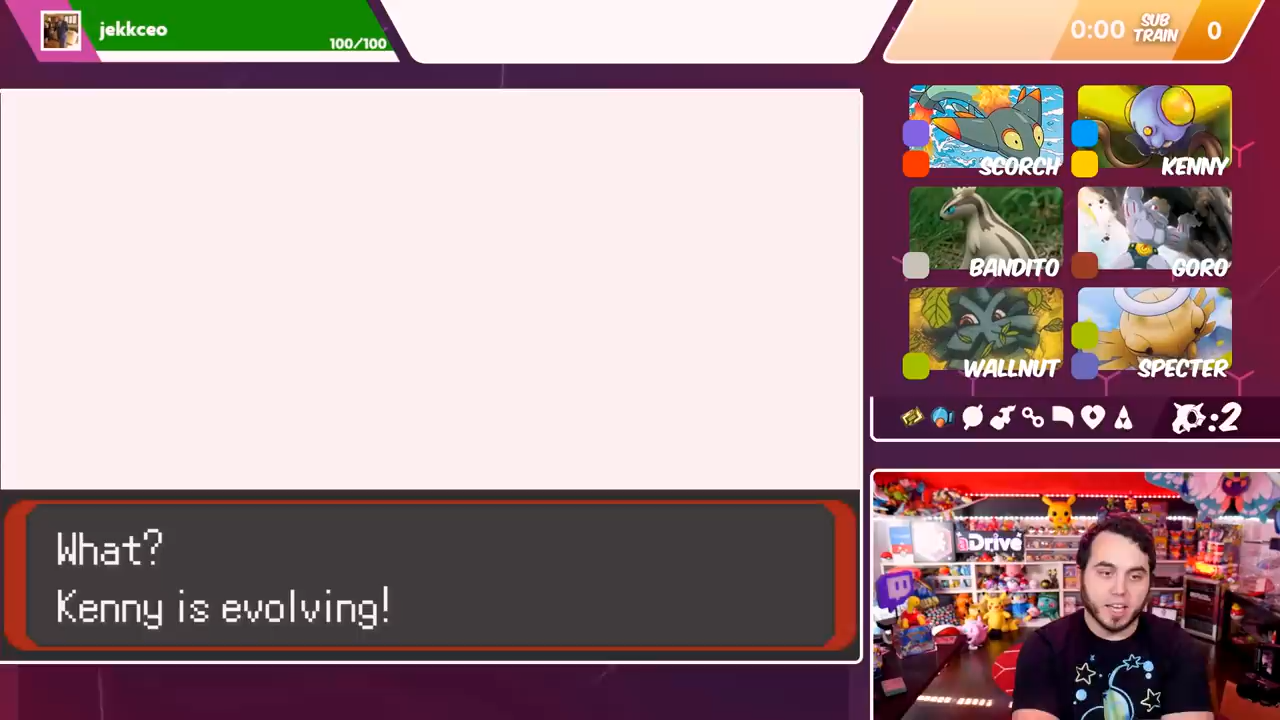 jekkceo
100/100
0:00 SUB TRAIN 0
SCORCH
KENNY
BANDITO
GORO
WALLNUT
SPECTER
:2
aDrive
What?
Kenny is evolving!